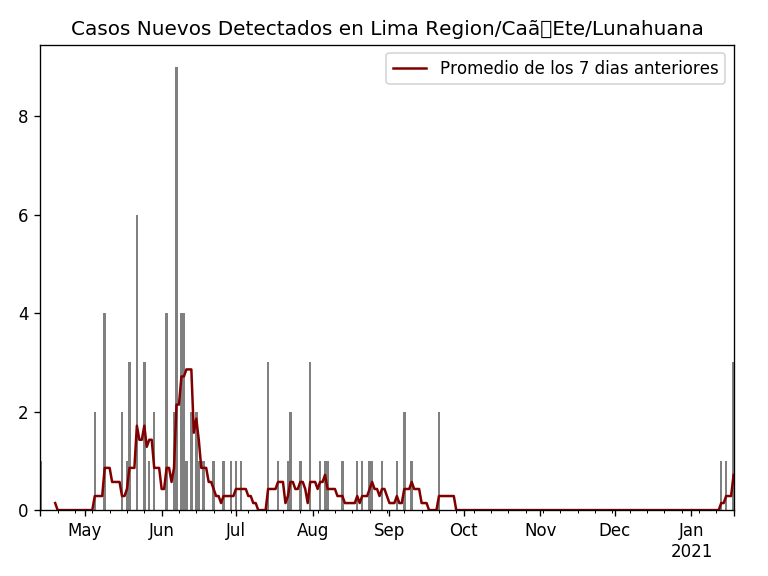 Casos Nuevos Detectados en Lima Region/Caã▯Ete/Lunahuana
Promedio de los 7 dias anteriores
8
6
4
2
0
May Jun Jul Aug Sep Oct Nov Dec Jan
2021